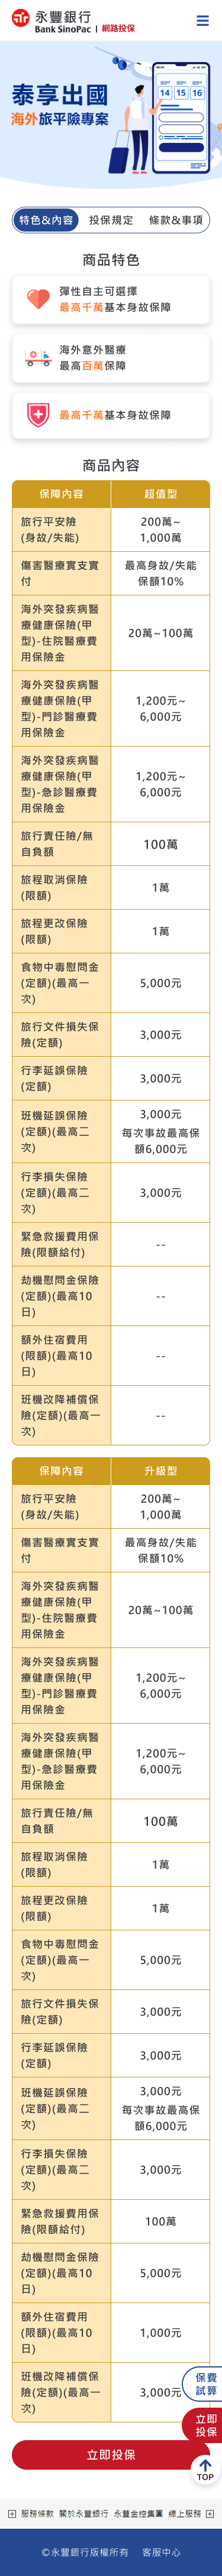 永豐銀行
Bank SinoPac | 網路投保
泰享出國
海外旅平險專案
14 15 16
特色&內容 投保規定 條款&事項
商品特色
彈性自主可選擇
最高千萬基本身故保障
海外意外醫療
最高百萬保障
最高千萬基本身故保障
商品內容
保障內容 超值型
旅行平安險
(身故/失能)
200萬~
1,000萬
傷害醫療實支實
付
最高身故/失能
保額10%
海外突發疾病醫
療健康保險(甲
型)-住院醫療費
用保險金
20萬~100萬
海外突發疾病醫
療健康保險(甲
型)-門診醫療費
用保險金
1,200元~
6,000元
海外突發疾病醫
療健康保險(甲
型)-急診醫療費
用保險金
1,200元~
6,000元
旅行責任險/無
自負額
100萬
旅程取消保險
(限額)
1萬
旅程更改保險
(限額)
1萬
食物中毒慰問金
(定額)(最高一
次)
5,000元
旅行文件損失保
險(定額)
3,000元
行李延誤保險
(定額)
3,000元
班機延誤保險
(定額)(最高二
次)
3,000元
每次事故最高保
額6,000元
行李損失保險
(定額)(最高二
次)
3,000元
緊急救援費用保
險(限額給付)
--
劫機慰問金保險
(定額)(最高10
日)
--
額外住宿費用
(限額)(最高10
日)
--
班機改降補償保
險(定額)(最高一
次)
--
保障內容 升級型
旅行平安險
(身故/失能)
200萬~
1,000萬
傷害醫療實支實
付
最高身故/失能
保額10%
海外突發疾病醫
療健康保險(甲
型)-住院醫療費
用保險金
20萬~100萬
海外突發疾病醫
療健康保險(甲
型)-門診醫療費
用保險金
1,200元~
6,000元
海外突發疾病醫
療健康保險(甲
型)-急診醫療費
用保險金
1,200元~
6,000元
旅行責任險/無
自負額
100萬
旅程取消保險
(限額)
1萬
旅程更改保險
(限額)
1萬
食物中毒慰問金
(定額)(最高一
次)
5,000元
旅行文件損失保
險(定額)
3,000元
行李延誤保險
(定額)
3,000元
班機延誤保險
(定額)(最高二
次)
3,000元
每次事故最高保
額6,000元
行李損失保險
(定額)(最高二
次)
3,000元
緊急救援費用保
險(限額給付)
100萬
劫機慰問金保險
(定額)(最高10
日)
5,000元
額外住宿費用
(限額)(最高10
日)
1,000元
班機改降補償保
險(定額)(最高一
次)
3,000元
保費
試算
立即
投保
立即投保
TOP
服務條款 關於永豐銀行 永豐金控集團 線上服務
©永豐銀行版權所有 客服中心